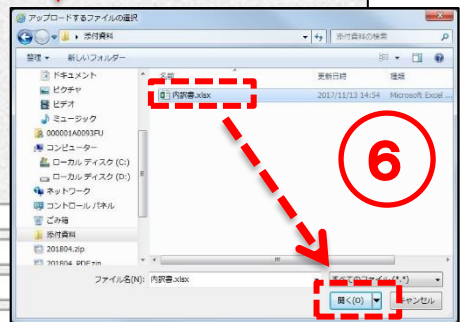 アップロードするファイルの選択
添付資料
添付資料の検索
整理 新しいフォルダー
名前 更新日時 種類
内訳書.xlsx 2017/11/13 14:54 Microsoft Excel ...
ドキュメント
ピクチャ
ビデオ
ミュージック
000001A0093FU
コンピューター
ローカル ディスク (C:)
ローカル ディスク (D:)
ネットワーク
コントロール パネル
ごみ箱
添付資料
201804.zip
201804_PDF.zip
⑥
ファイル名(N): 内訳書.xlsx すべてのファイル (*.*)
開く(O) キャンセル